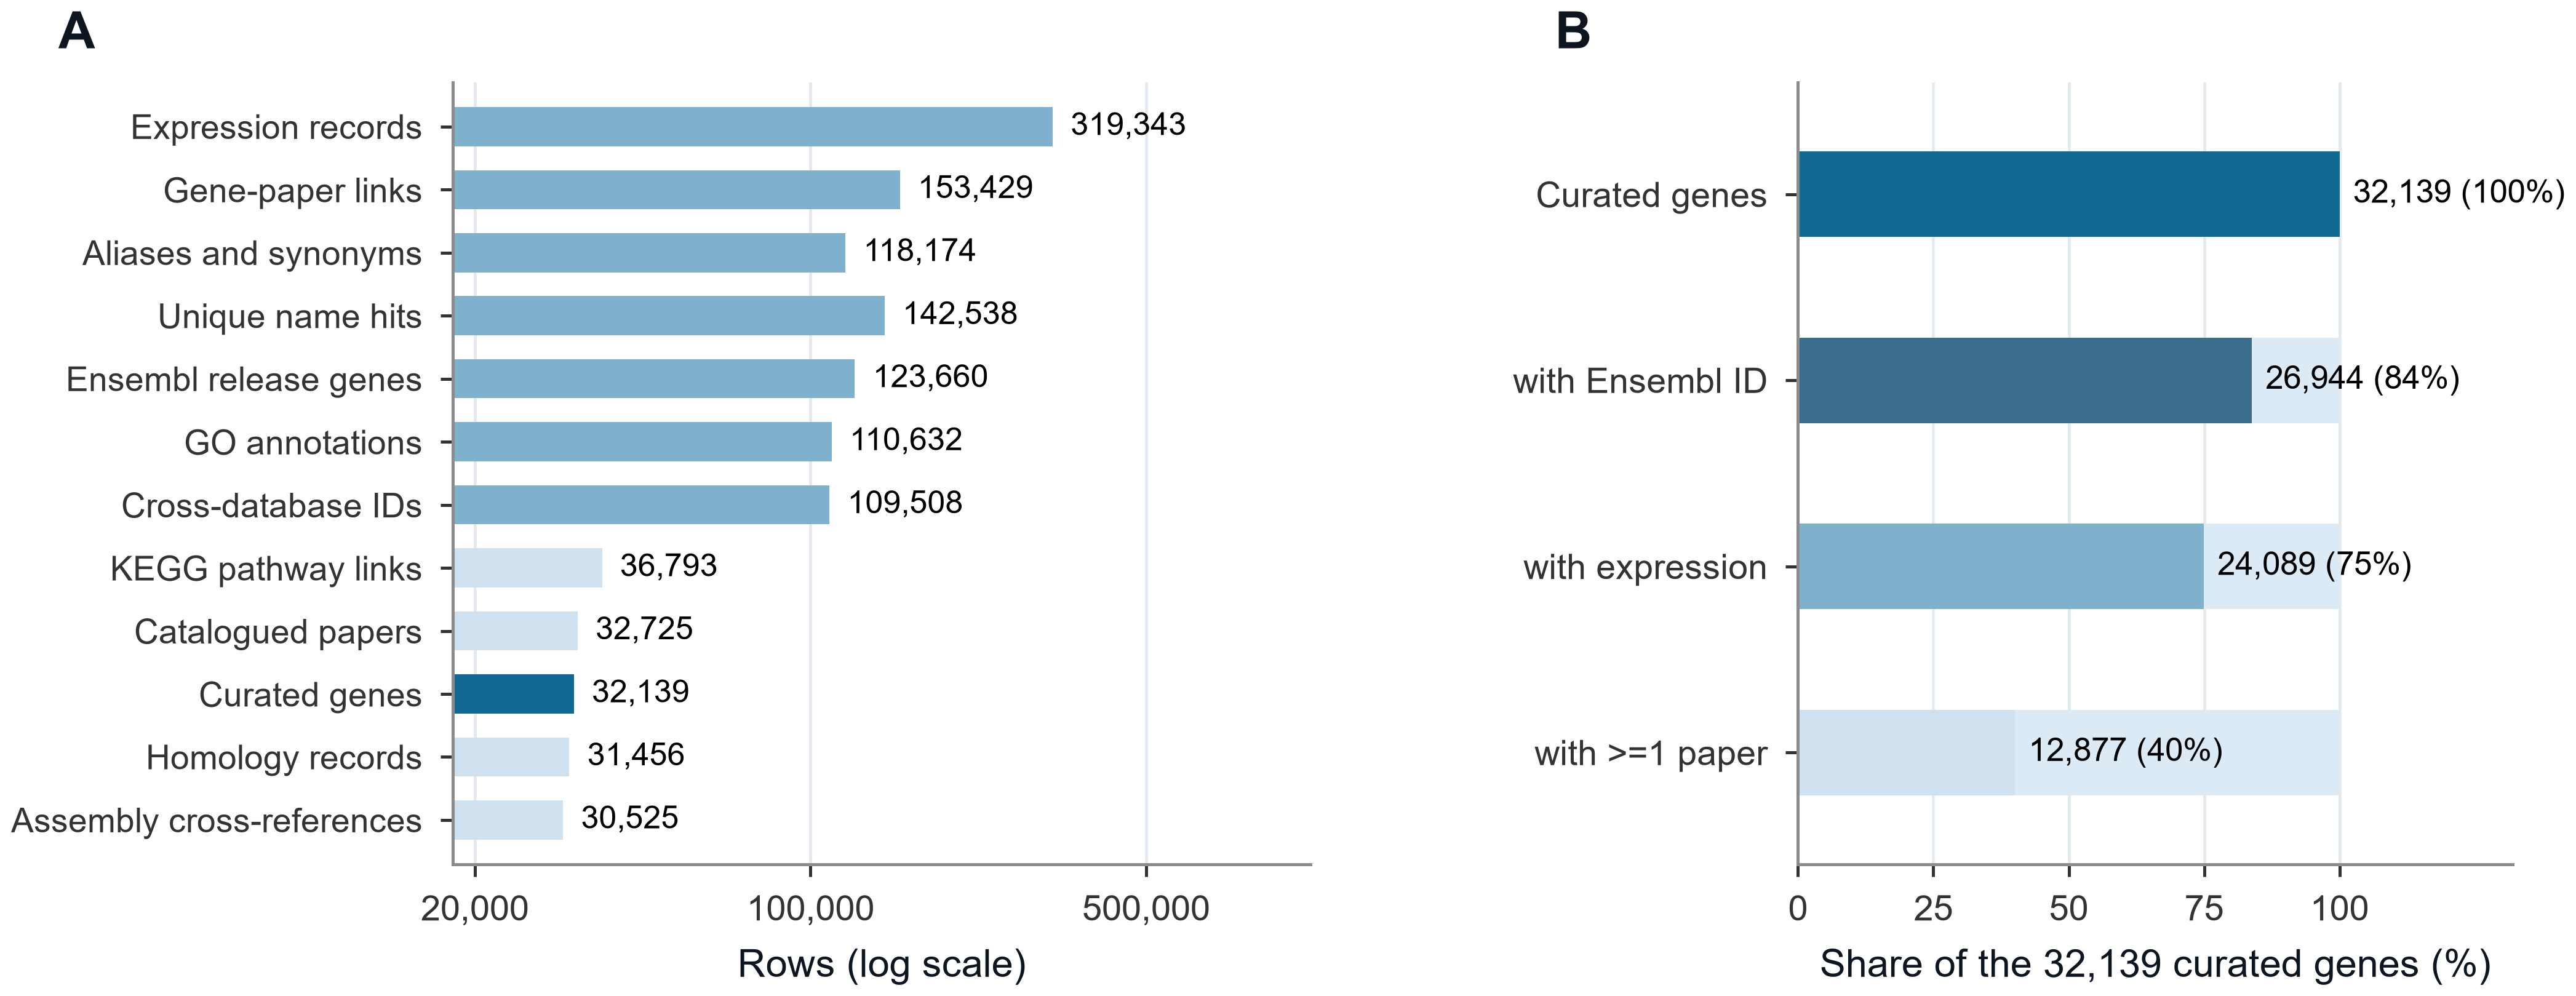 A
Expression records 319,343
Gene-paper links 153,429
Aliases and synonyms 118,174
Unique name hits 142,538
Ensembl release genes 123,660
GO annotations 110,632
Cross-database IDs 109,508
KEGG pathway links 36,793
Catalogued papers 32,725
Curated genes 32,139
Homology records 31,456
Assembly cross-references 30,525
20,000 100,000 500,000
Rows (log scale)
B
Curated genes 32,139 (100%)
with Ensembl ID 26,944 (84%)
with expression 24,089 (75%)
with >=1 paper 12,877 (40%)
0 25 50 75 100
Share of the 32,139 curated genes (%)